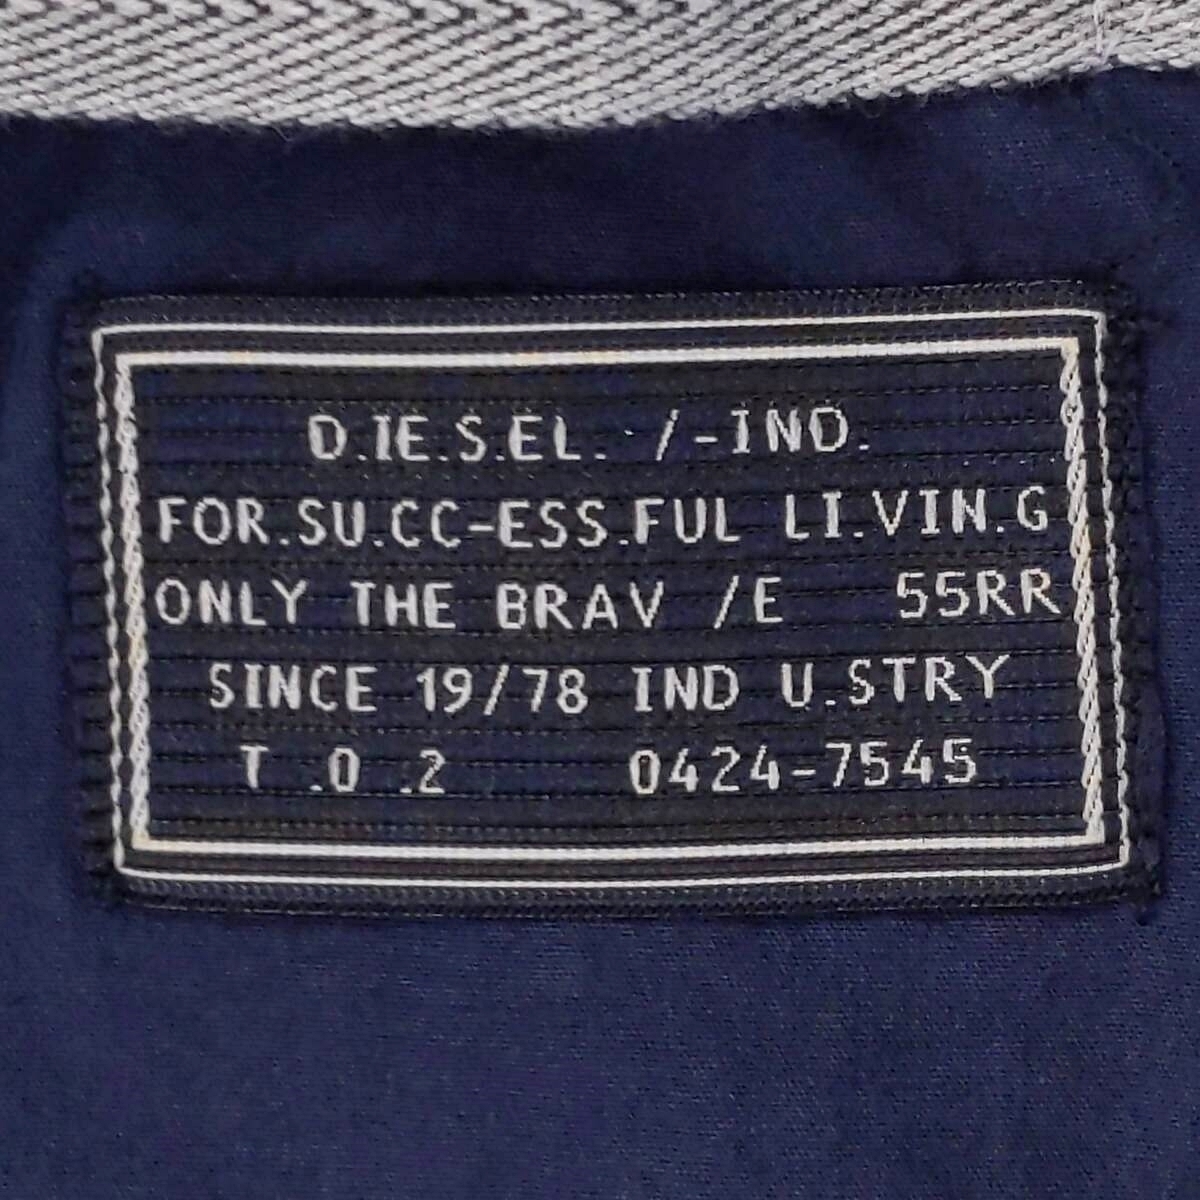 D.IE.S.EL. /-IND.
FOR.SU.CC-ESS.FUL LI.VIN.G
ONLY THE BRAV /E 55RR
SINCE 19/78 IND U.STRY
T .0 .2 0424-7545